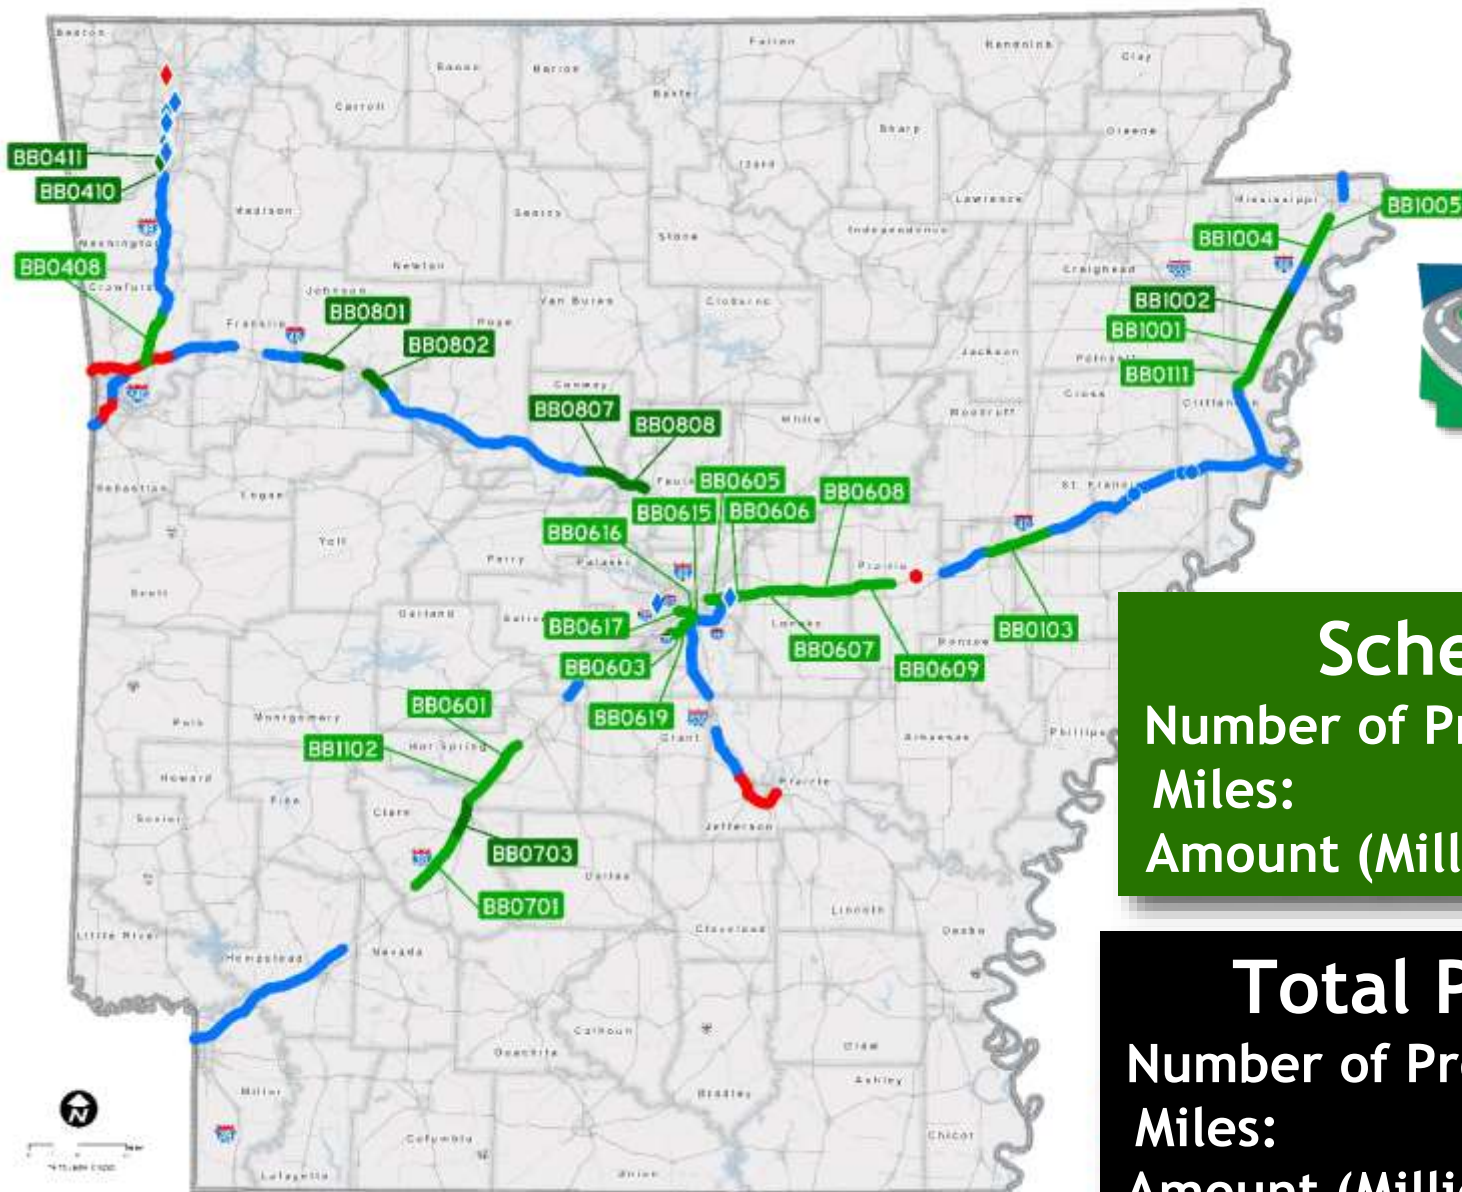 Benton
Carroll
Boone
Marion
Baxter
Fulton
Randolph
Clay
Sharp
Greene
Izard
Lawrence
BB0411
BB0410
Madison
Searcy
Stone
Independence
Mississippi
BB1005
BB1004
Washington
Newton
Craighead
BB0408
Crawford
Johnson
Van Buren
Cleburne
BB1002
BB0801
Franklin
Pope
BB1001
BB0802
Jackson
Poinsett
BB0111
Conway
Cross
Crittenden
BB0807
White
Woodruff
BB0808
Sebastian
Logan
Faulk
BB0605
BB0608
St. Francis
BB0615
BB0606
BB0616
Yell
Perry
Pulaski
Prairie
Scott
Garland
Saline
BB0617
Lonoke
BB0103
BB0607
Monroe
BB0603
BB0609
BB0601
BB0619
Polk
Montgomery
Hot Spring
Grant
Arkansas
Phillips
BB1102
Howard
Pike
Clark
Prairie
Sevier
Jefferson
BB0703
Dallas
BB0701
Lincoln
Cleveland
Desha
Little River
Hempstead
Nevada
Calhoun
Ouachita
Drew
Ashley
Miller
Bradley
Columbia
Chicot
Lafayette
Union
N
Sche
Number of Pr
Miles:
Amount (Mill
Total P
Number of Pr
Miles:
Amount (Milli